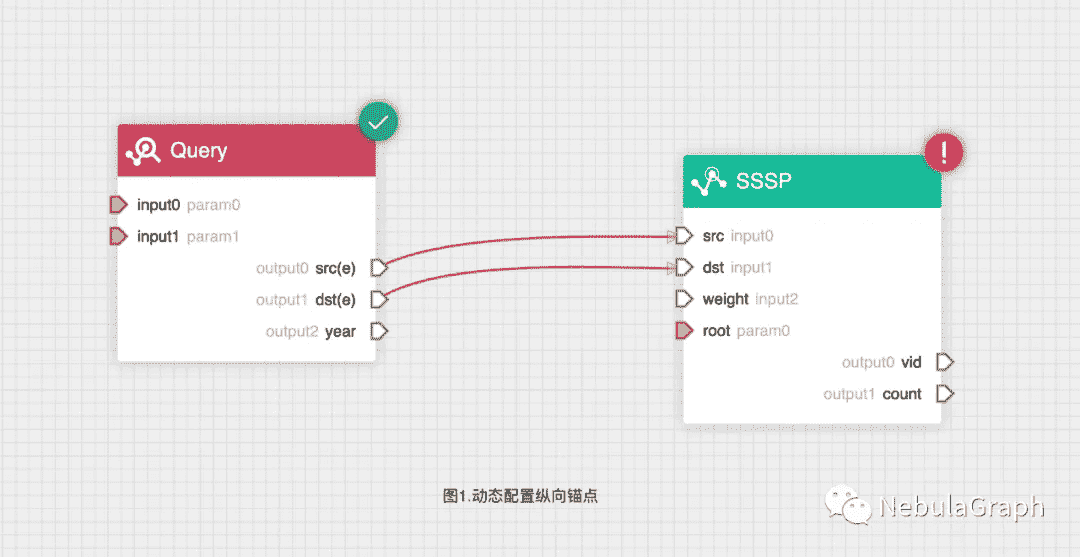 Query
input0 param0
input1 param1
output0 src(e)
output1 dst(e)
output2 year
SSSP
src input0
dst input1
weight input2
root param0
output0 vid
output1 count
图1.动态配置纵向锚点
NebulaGraph